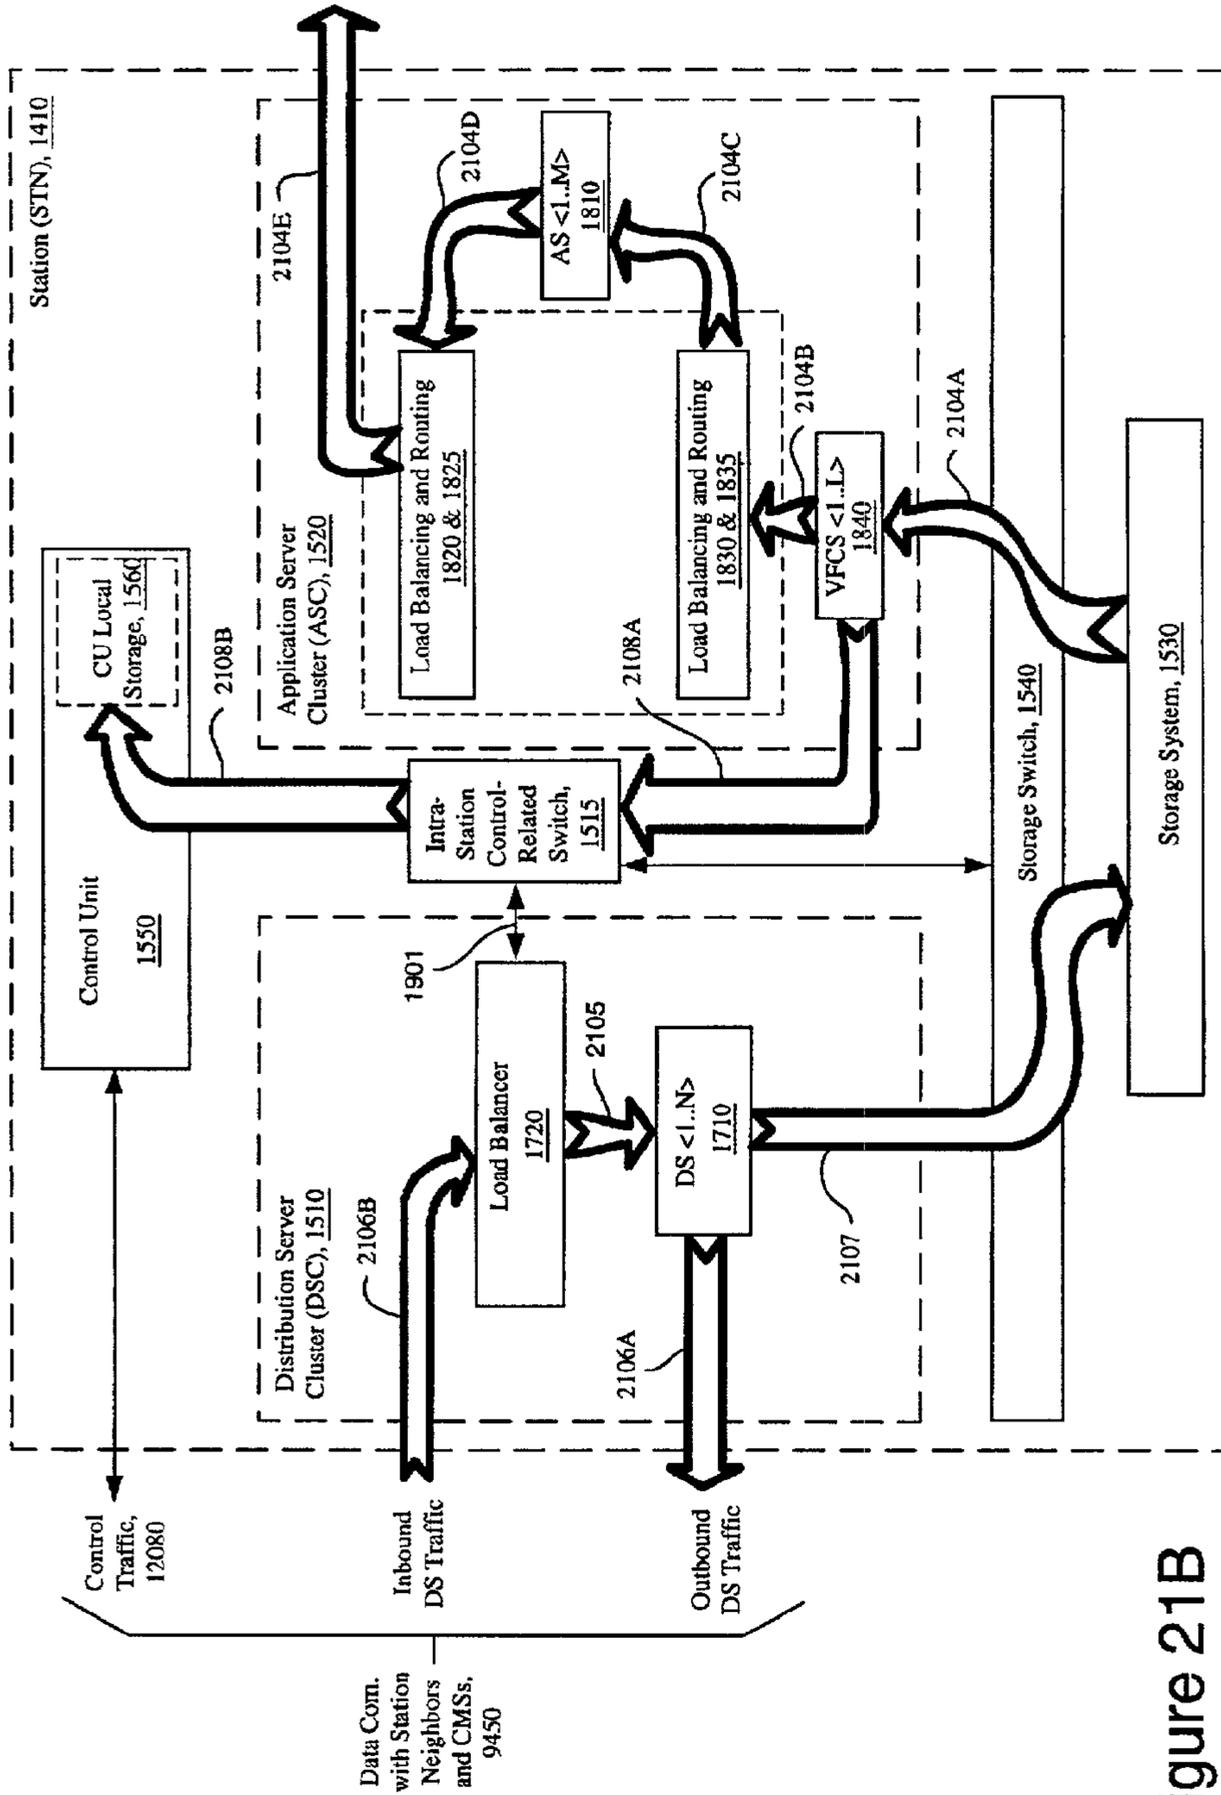 Station (STN), 1410
Control
Traffic,
12080
Control Unit
1550
CU Local
Storage, 1560
2108B
2104E
Data Com.
with Station
Neighbors
and CMSs,
9450
Inbound
DS Traffic
Outbound
DS Traffic
Distribution Server
Cluster (DSC), 1510
2106B
Load Balancer
1720
2105
1901
DS <1..N>
1710
2106A
2107
Intra-
Station
Control-
Related
Switch,
1515
2108A
Application Server
Cluster (ASC), 1520
Load Balancing and Routing
1820 & 1825
2104D
AS <1..M>
1810
2104C
Load Balancing and Routing
1830 & 1835
2104B
VFCS <1..L>
1840
2104A
Storage Switch, 1540
Storage System, 1530
gure 21B